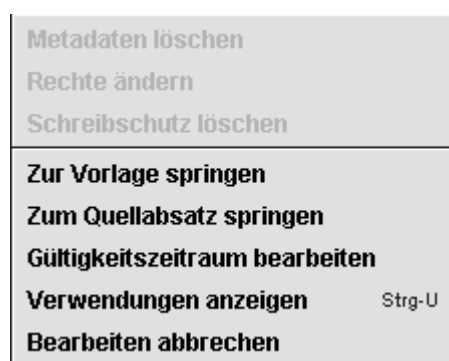 Metadaten löschen
Rechte ändern
Schreibschutz löschen
Zur Vorlage springen
Zum Quellabsatz springen
Gültigkeitszeitraum bearbeiten
Verwendungen anzeigen Strg-U
Bearbeiten abbrechen